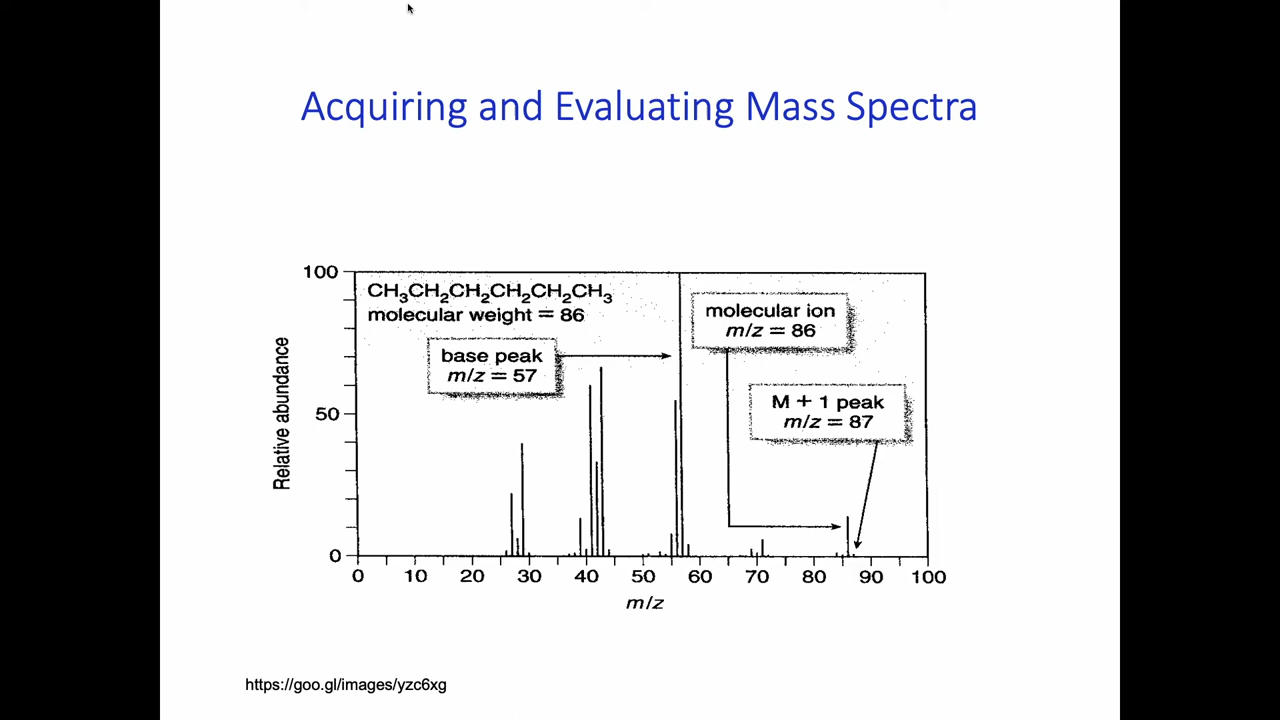 Acquiring and Evaluating Mass Spectra
100
CH₃CH₂CH₂CH₂CH₂CH₃
molecular weight = 86
base peak
m/z = 57
molecular ion
m/z = 86
M + 1 peak
m/z = 87
Relative abundance
50
0
0 10 20 30 40 50 60 70 80 90 100
m/z
https://goo.gl/images/yzc6xg